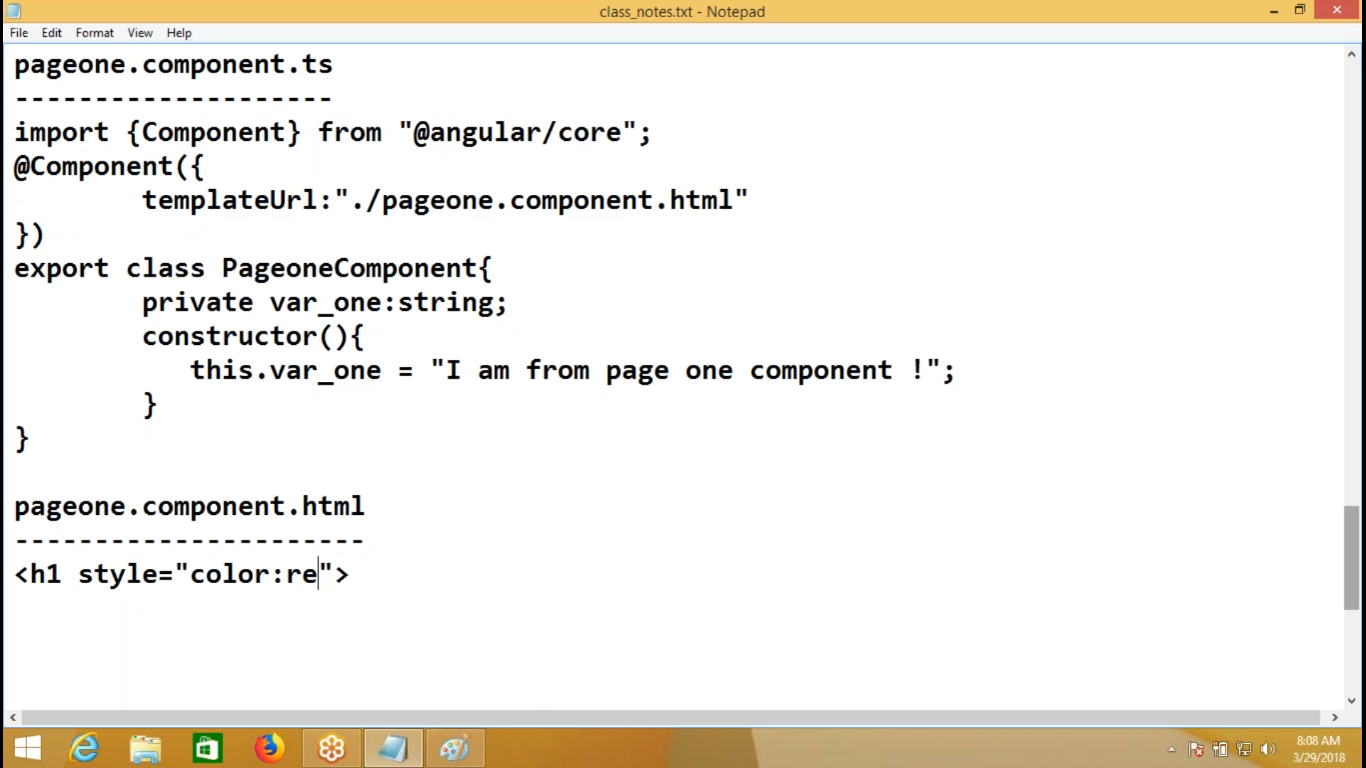 class_notes.txt - Notepad
File Edit Format View Help
pageone.component.ts
--------------------
import {Component} from "@angular/core";
@Component({
        templateUrl:"./pageone.component.html"
})
export class PageoneComponent{
        private var_one:string;
        constructor(){
           this.var_one = "I am from page one component !";
        }
}
pageone.component.html
----------------------
<h1 style="color:re">
8:08 AM
3/29/2018